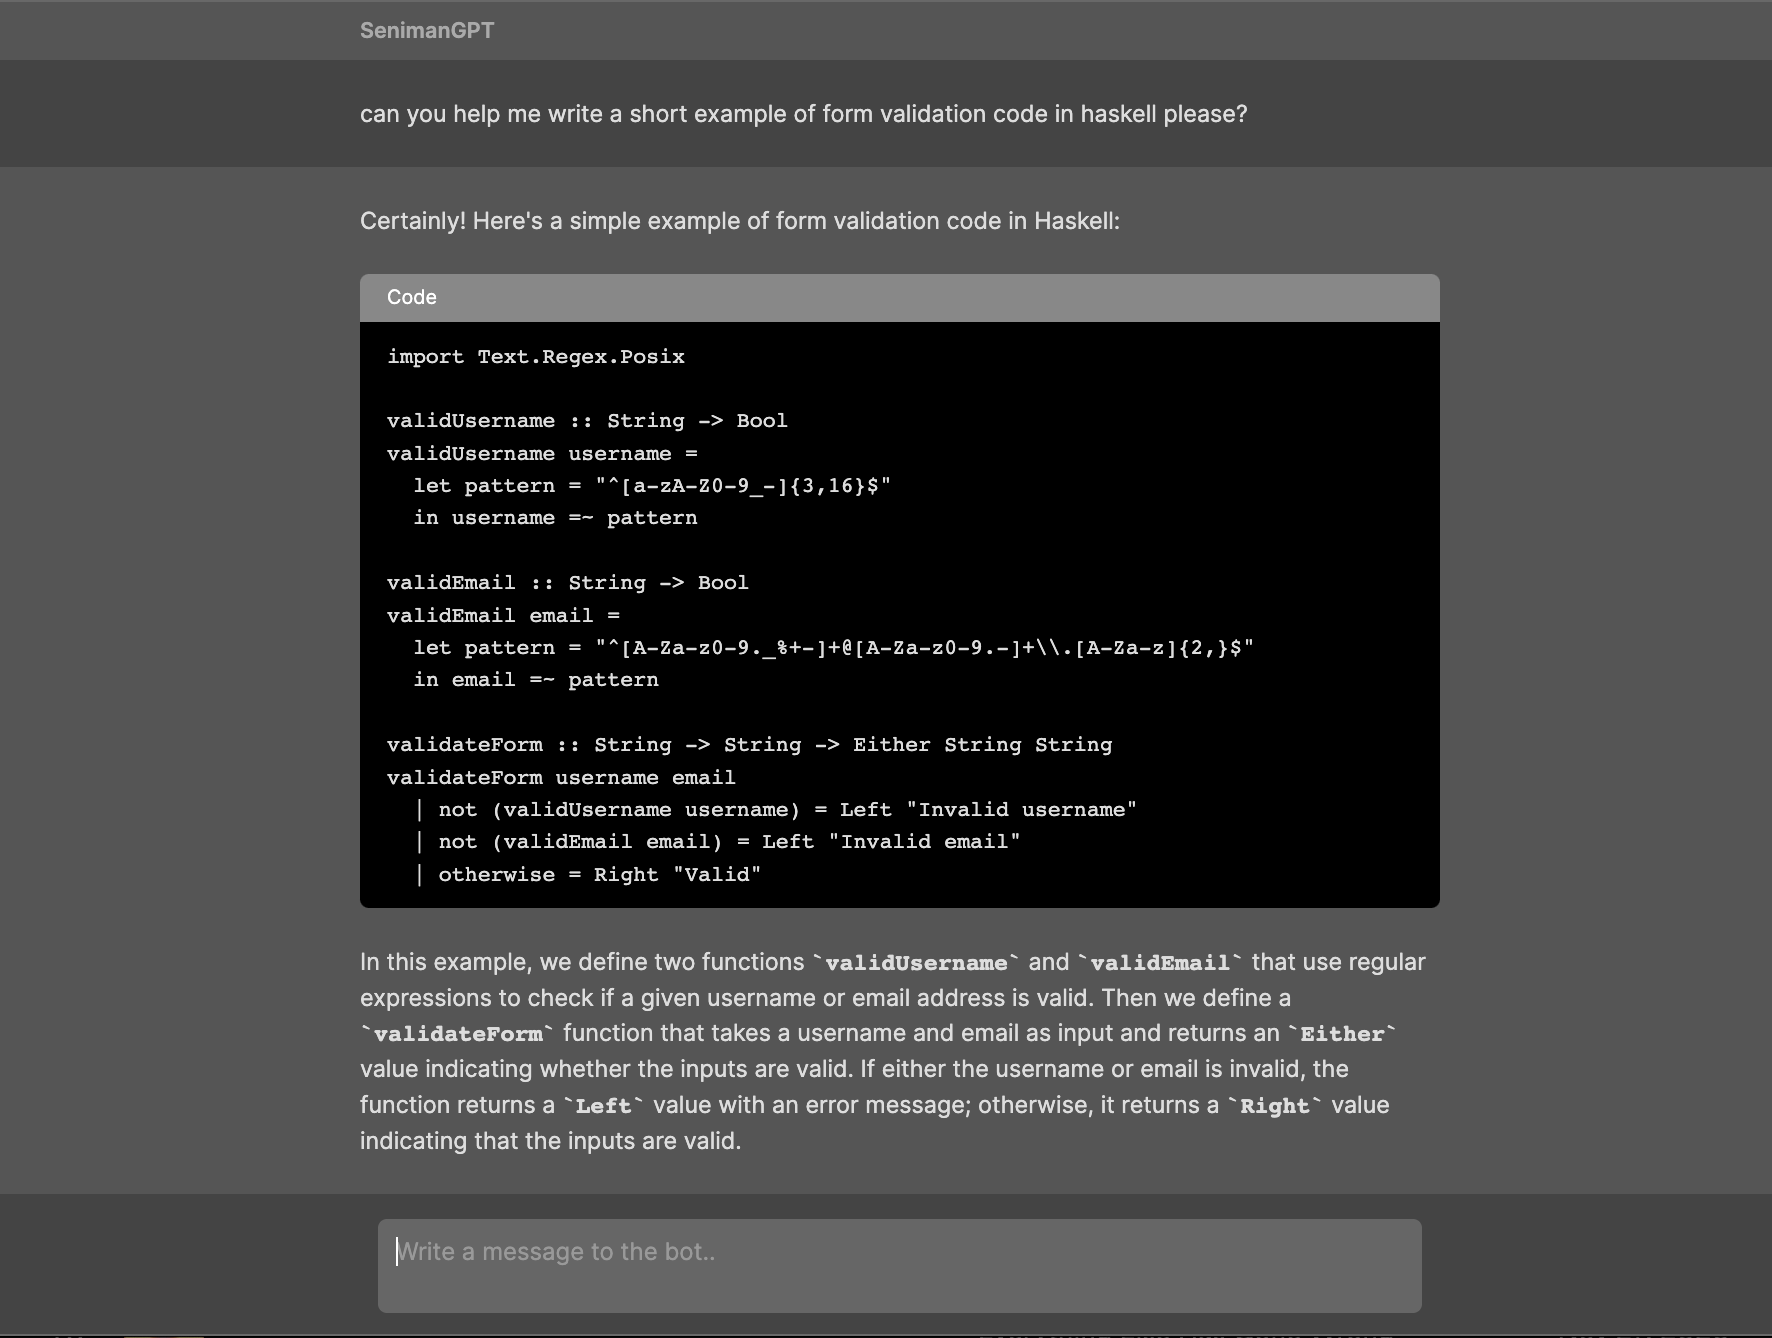 SenimanGPT
can you help me write a short example of form validation code in haskell please?
Certainly! Here's a simple example of form validation code in Haskell:
Code
import Text.Regex.Posix
validUsername :: String -> Bool
validUsername username =
  let pattern = "^[a-zA-Z0-9_-]{3,16}$"
  in username =~ pattern
validEmail :: String -> Bool
validEmail email =
  let pattern = "^[A-Za-z0-9._%+-]+@[A-Za-z0-9.-]+\\.[A-Za-z]{2,}$"
  in email =~ pattern
validateForm :: String -> String -> Either String String
validateForm username email
  | not (validUsername username) = Left "Invalid username"
  | not (validEmail email) = Left "Invalid email"
  | otherwise = Right "Valid"
In this example, we define two functions `validUsername` and `validEmail` that use regular
expressions to check if a given username or email address is valid. Then we define a
`validateForm` function that takes a username and email as input and returns an `Either`
value indicating whether the inputs are valid. If either the username or email is invalid, the
function returns a `Left` value with an error message; otherwise, it returns a `Right` value
indicating that the inputs are valid.
Write a message to the bot..